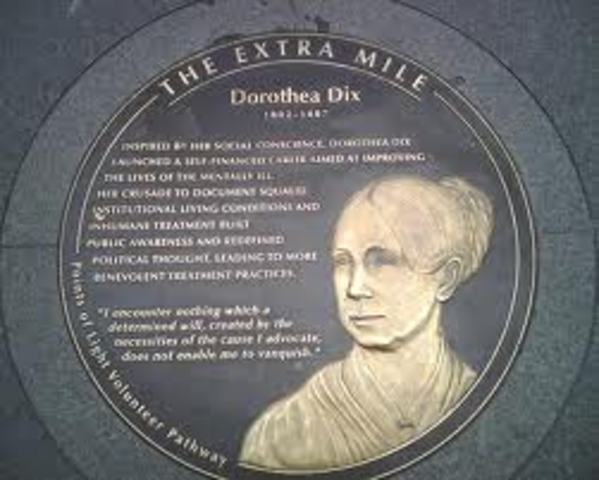 THE EXTRA MILE
Dorothea Dix
1802-1887
INSPIRED BY HER SOCIAL CONSCIENCE, DOROTHEA DIX
LAUNCHED A SELF-FINANCED CAREER AIMED AT IMPROVING
THE LIVES OF THE MENTALLY ILL.
HER CRUSADE TO DOCUMENT SQUALID
INSTITUTIONAL LIVING CONDITIONS AND
INHUMANE TREATMENT BUILT
PUBLIC AWARENESS AND REDEFINED
POLITICAL THOUGHT, LEADING TO MORE
BENEVOLENT TREATMENT PRACTICES.
"I encounter nothing which a
determined will, created by the
necessities of the cause I advocate,
does not enable me to vanquish."
Points of Light Volunteer Pathway